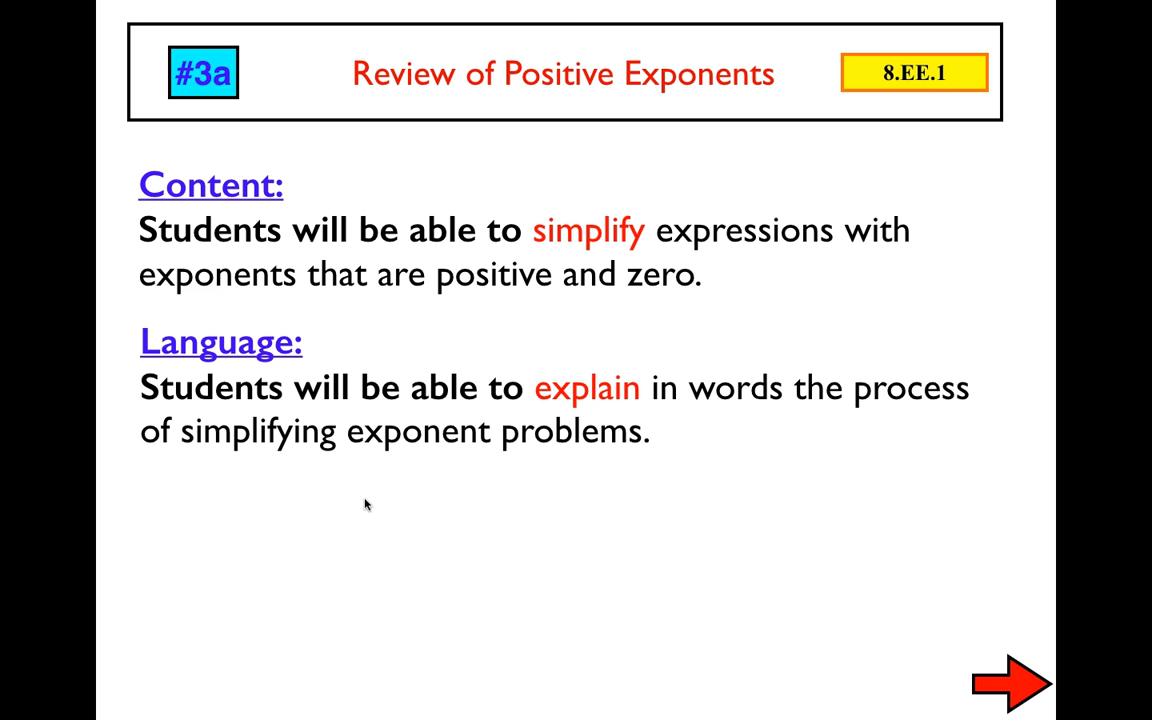 #3a
Review of Positive Exponents
8.EE.1
Content:
Students will be able to simplify expressions with
exponents that are positive and zero.
Language:
Students will be able to explain in words the process
of simplifying exponent problems.